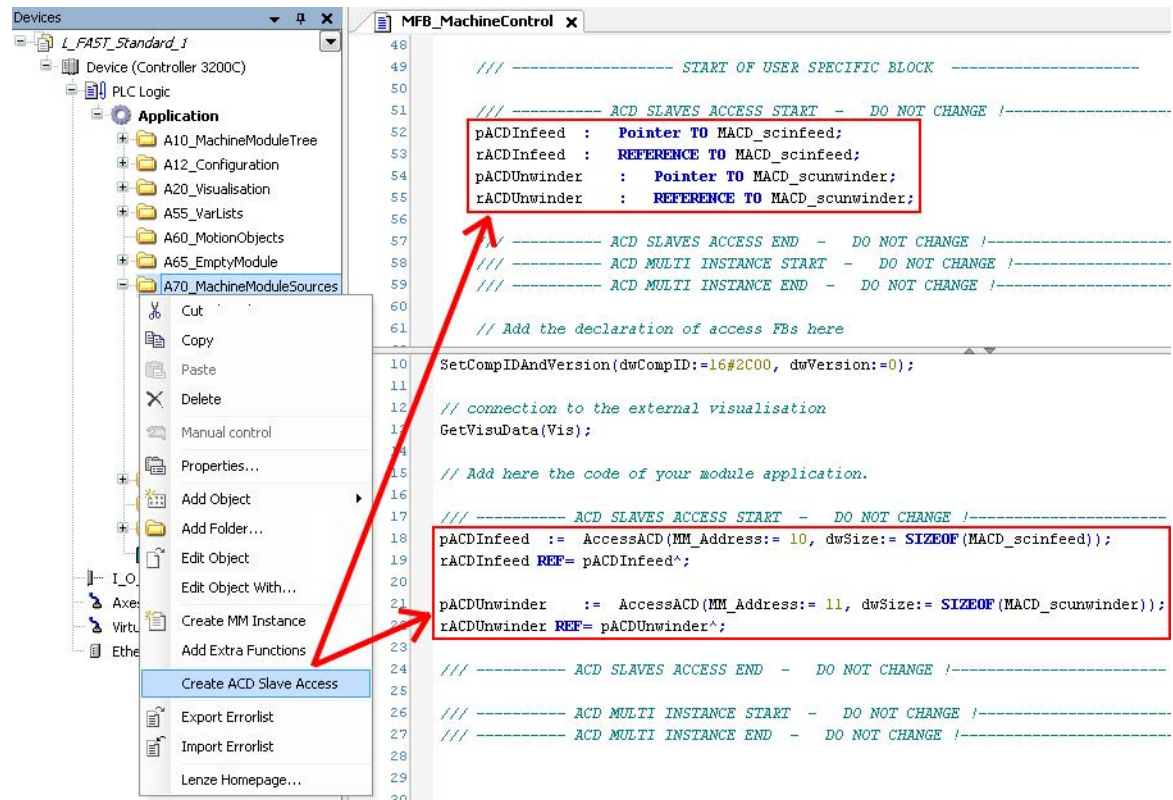 Devices
L_FAST_Standard_1
Device (Controller 3200C)
PLC Logic
Application
A10_MachineModuleTree
A12_Configuration
A20_Visualisation
A55_VarLists
A60_MotionObjects
A65_EmptyModule
A70_MachineModuleSources
Cut
Copy
Paste
Delete
Manual control
Properties...
Add Object
Add Folder...
Edit Object
Edit Object With...
Create MM Instance
Add Extra Functions
Create ACD Slave Access
Export Errorlist
Import Errorlist
Lenze Homepage...
I_O_
Axes
Virtu
Ethe
MFB_MachineControl
48
49 /// ------------------- START OF USER SPECIFIC BLOCK ----------------------
50
51 /// ----------- ACD SLAVES ACCESS START - DO NOT CHANGE !--------------------
52 pACDInfeed : Pointer TO MACD_scinfeed;
53 rACDInfeed : REFERENCE TO MACD_scinfeed;
54 pACDUnwinder : Pointer TO MACD_scunwinder;
55 rACDUnwinder : REFERENCE TO MACD_scunwinder;
56
57 /// ----------- ACD SLAVES ACCESS END - DO NOT CHANGE !----------------------
58 /// ----------- ACD MULTI INSTANCE START - DO NOT CHANGE !-------------------
59 /// ----------- ACD MULTI INSTANCE END - DO NOT CHANGE !---------------------
60
61 // Add the declaration of access FBs here
10 SetCompIDAndVersion(dwCompID:=16#2C00, dwVersion:=0);
11
12 // connection to the external visualisation
13 GetVisuData(Vis);
14
15 // Add here the code of your module application.
16
17 /// ----------- ACD SLAVES ACCESS START - DO NOT CHANGE !------------------------
18 pACDInfeed := AccessACD(MM_Address:= 10, dwSize:= SIZEOF(MACD_scinfeed));
19 rACDInfeed REF= pACDInfeed^;
20
21 pACDUnwinder := AccessACD(MM_Address:= 11, dwSize:= SIZEOF(MACD_scunwinder));
22 rACDUnwinder REF= pACDUnwinder^;
23
24 /// ----------- ACD SLAVES ACCESS END - DO NOT CHANGE !--------------------------
25
26 /// ----------- ACD MULTI INSTANCE START - DO NOT CHANGE !-----------------------
27 /// ----------- ACD MULTI INSTANCE END - DO NOT CHANGE !-------------------------
28
29
30